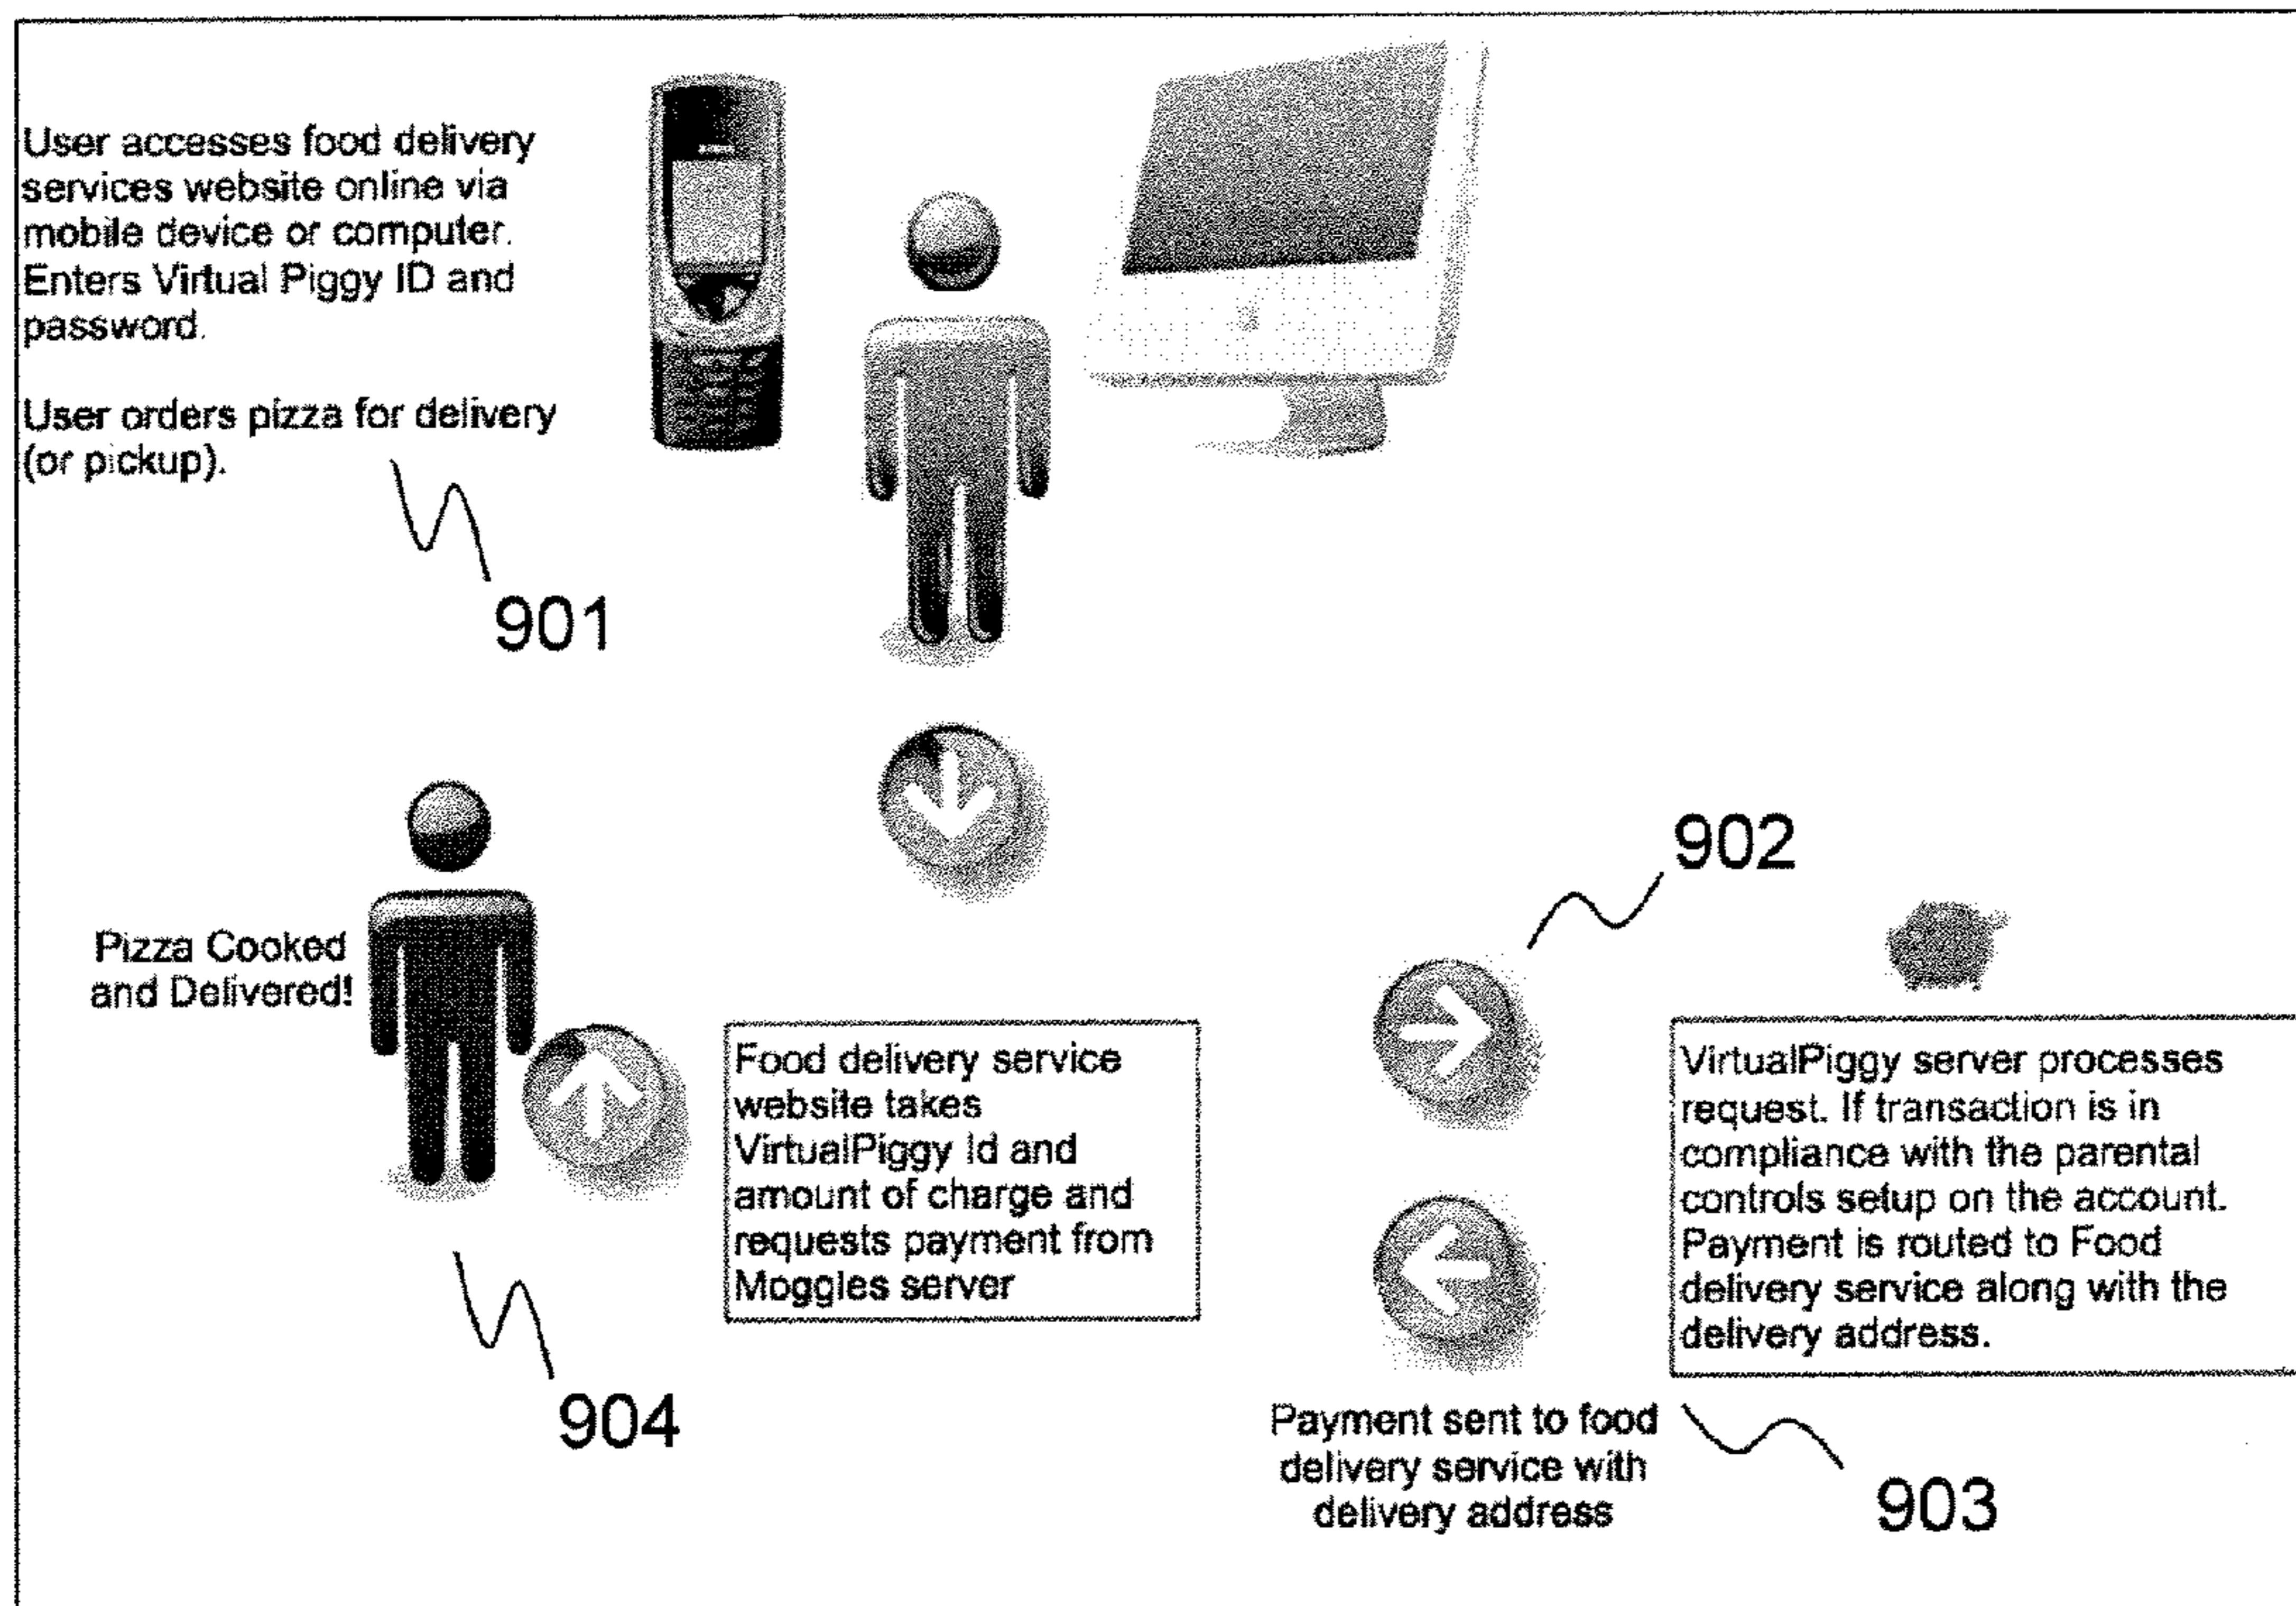 User accesses food delivery
services website online via
mobile device or computer.
Enters Virtual Piggy ID and
password.
User orders pizza for delivery
(or pickup).
901
902
Pizza Cooked
and Delivered!
Food delivery service
website takes
VirtualPiggy Id and
amount of charge and
requests payment from
Moggles server
VirtualPiggy server processes
request. If transaction is in
compliance with the parental
controls setup on the account.
Payment is routed to Food
delivery service along with the
delivery address.
904
Payment sent to food
delivery service with
delivery address
903